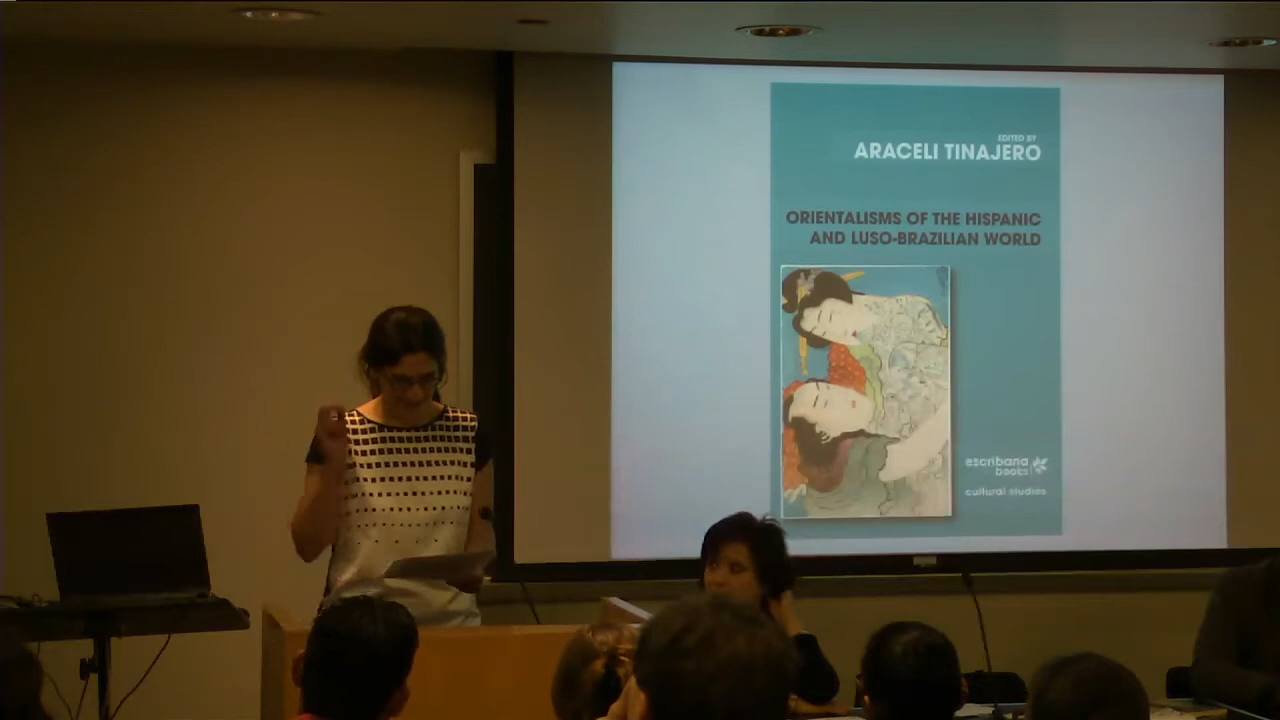 EDITED BY
ARACELI TINAJERO
ORIENTALISMS OF THE HISPANIC
AND LUSO-BRAZILIAN WORLD
escribana
books
cultural studies